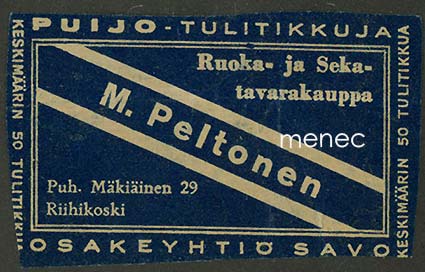 PUIJO-TULITIKKUJA
Ruoka- ja Seka-
tavarakauppa
M. Peltonen
menec
Puh. Mäkiäinen 29
Riihikoski
OSAKEYHTIÖ SAVO
KESKIMÄÄRIN 50 TULITIKKUA
KESKIMÄÄRIN 50 TULITIKKUA